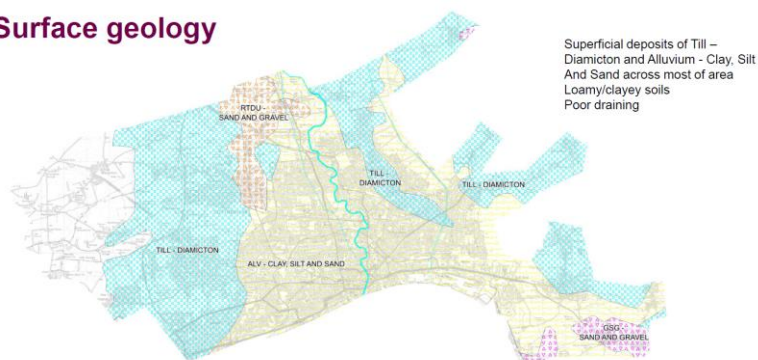 Surface geology
Superficial deposits of Till –
Diamicton and Alluvium - Clay, Silt
And Sand across most of area
Loamy/clayey soils
Poor draining
RTDU -
SAND AND GRAVEL
TILL
DIAMICTON
TILL - DIAMICTON
TILL - DIAMICTON
ALV - CLAY, SILT AND SAND
GSG -
SAND AND GRAVEL